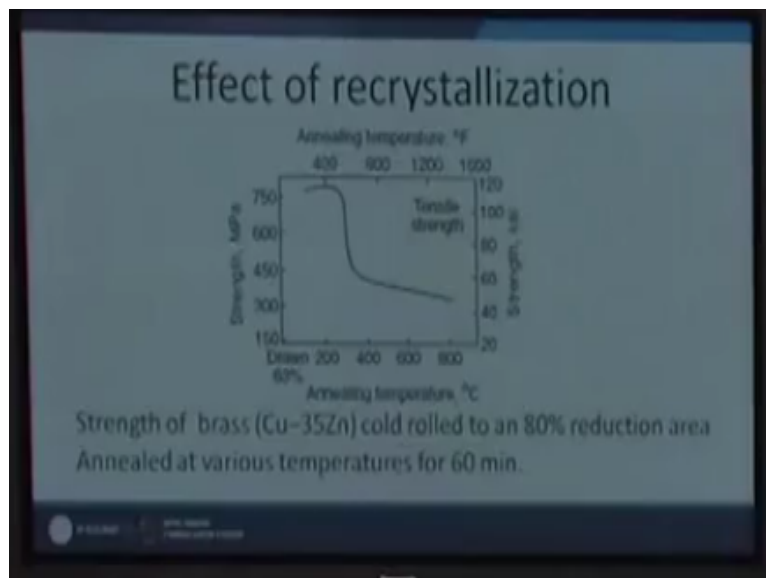 Effect of recrystallization
Annealing temperature, °F
400 800 1200 1600
750
600
450
300
150
Strength, MPa
Tensile
strength
120
100
80
60
40
20
Strength, ksi
Drawn 200 400 600 800
63%
Annealing temperature, °C
Strength of brass (Cu–35Zn) cold rolled to an 80% reduction area
Annealed at various temperatures for 60 min.